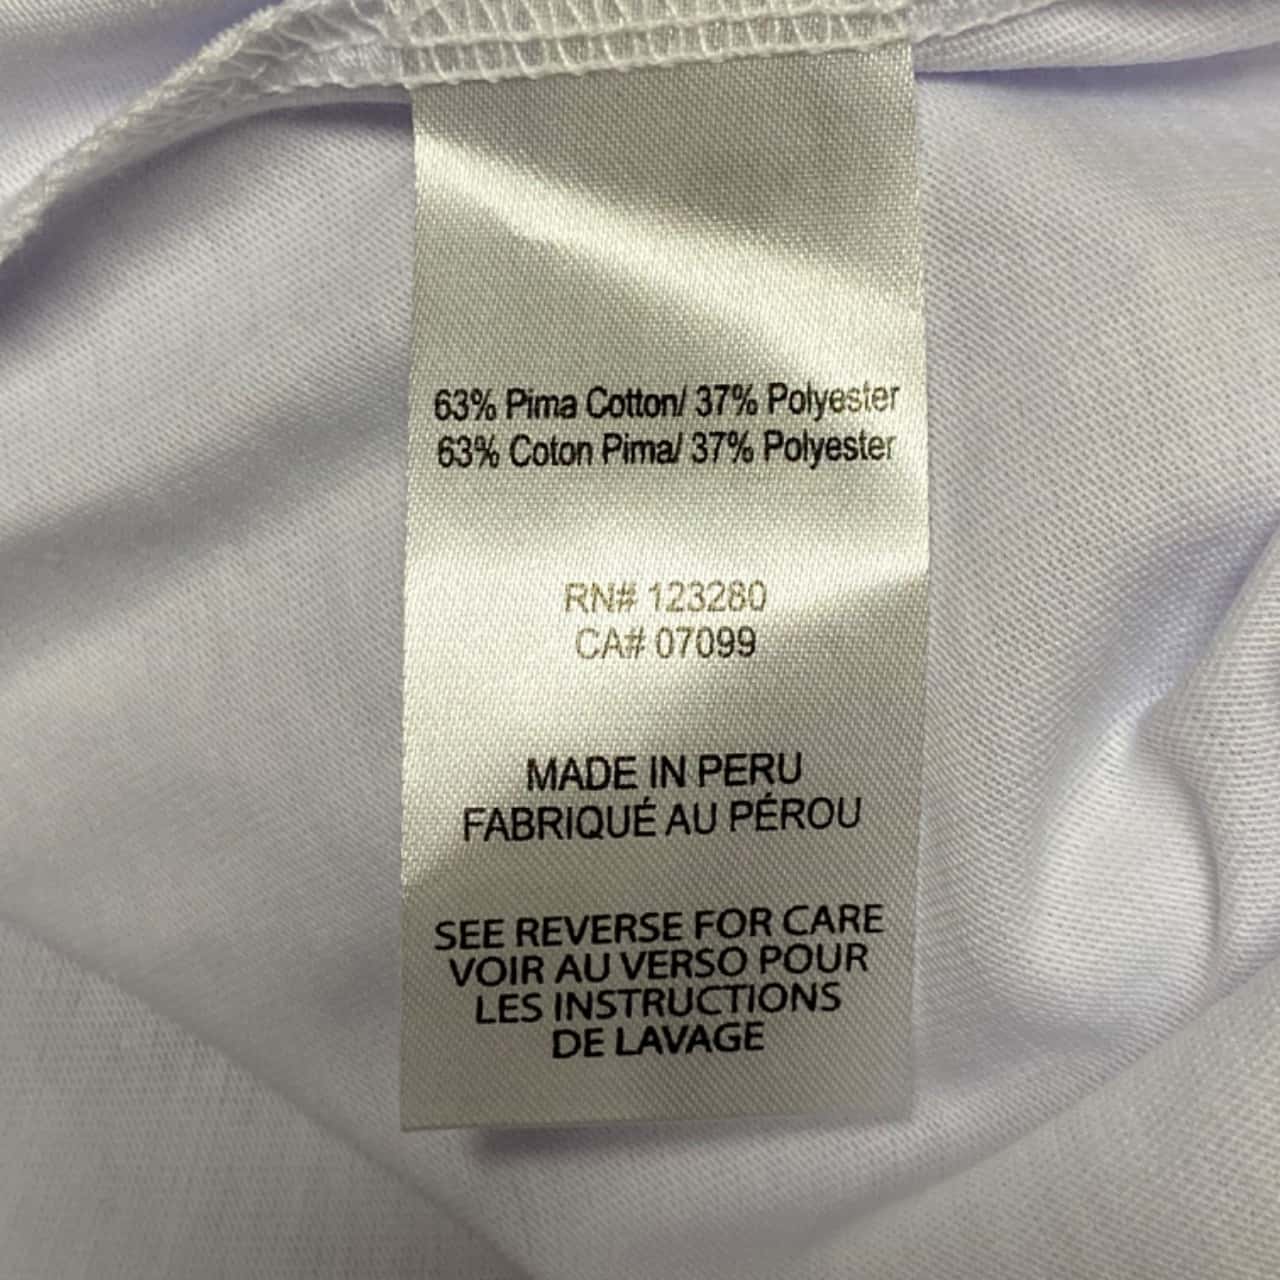 63% Pima Cotton/ 37% Polyester
63% Coton Pima/ 37% Polyester
RN# 123280
CA# 07099
MADE IN PERU
FABRIQUÉ AU PÉROU
SEE REVERSE FOR CARE
VOIR AU VERSO POUR
LES INSTRUCTIONS
DE LAVAGE